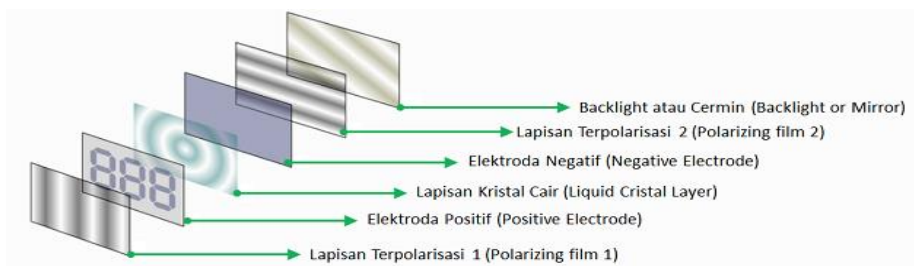 Backlight atau Cermin (Backlight or Mirror)
Lapisan Terpolarisasi 2 (Polarizing film 2)
Elektroda Negatif (Negative Electrode)
Lapisan Kristal Cair (Liquid Cristal Layer)
888
Elektroda Positif (Positive Electrode)
Lapisan Terpolarisasi 1 (Polarizing film 1)